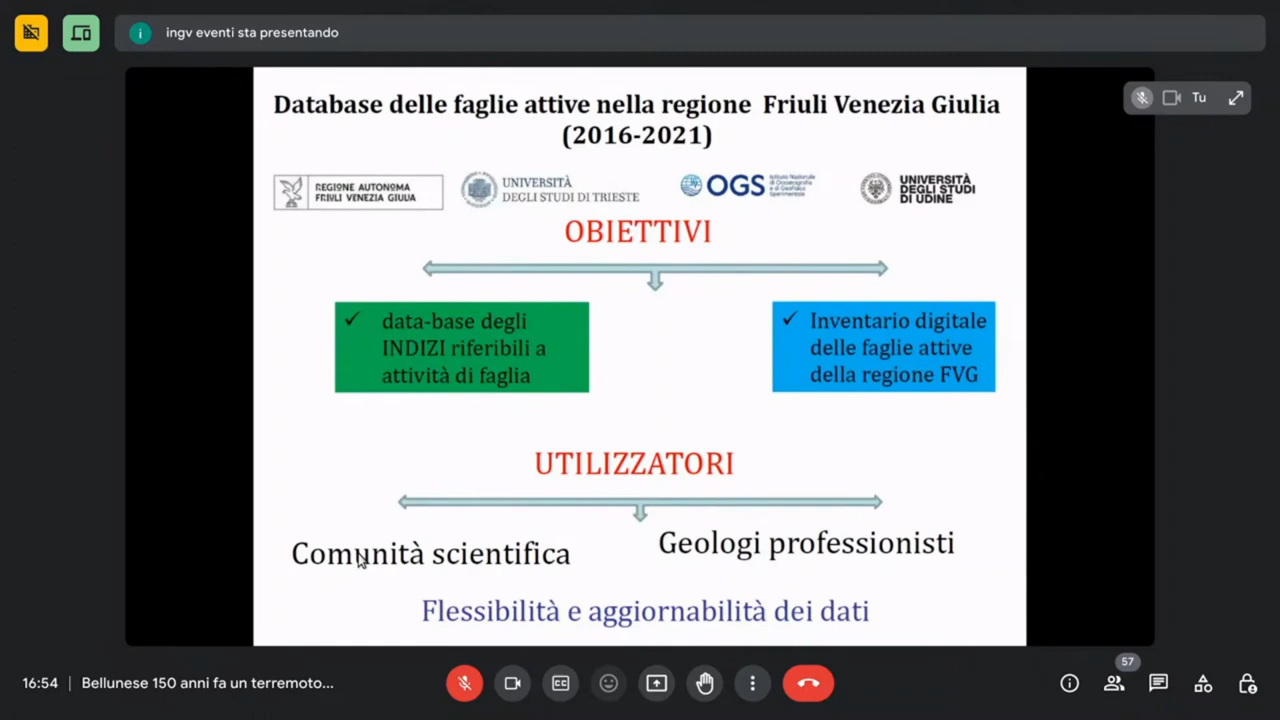 ingv eventi sta presentando
Tu
Database delle faglie attive nella regione Friuli Venezia Giulia
(2016-2021)
REGIONE AUTONOMA
FRIULI VENEZIA GIULIA
UNIVERSITÀ
DEGLI STUDI DI TRIESTE
OGS
Istituto Nazionale
di Oceanografia
e di Geofisica
Sperimentale
UNIVERSITÀ
DEGLI STUDI
DI UDINE
OBIETTIVI
✓ data-base degli
INDIZI riferibili a
attività di faglia
✓ Inventario digitale
delle faglie attive
della regione FVG
UTILIZZATORI
Comunità scientifica
Geologi professionisti
Flessibilità e aggiornabilità dei dati
16:54 | Bellunese 150 anni fa un terremoto...
57